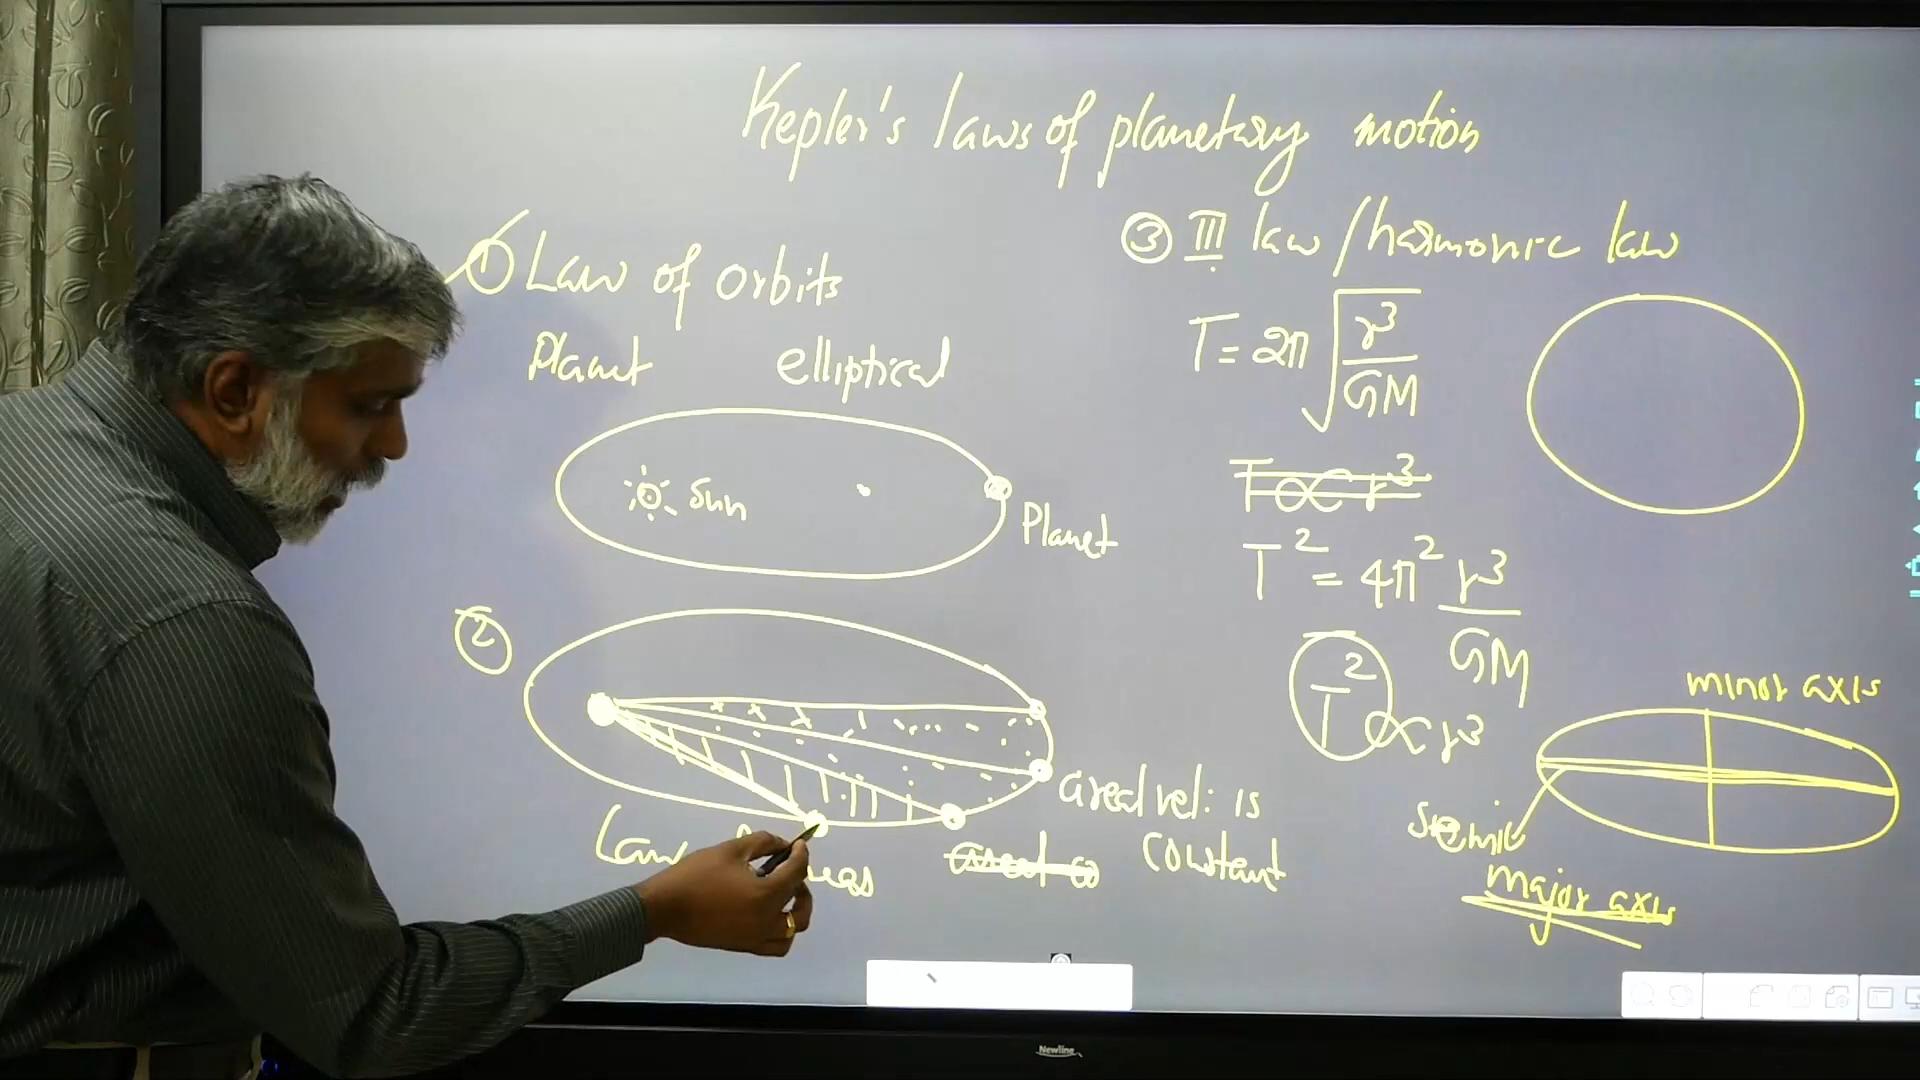 Kepler's laws of planetary motion
① Law of orbits
Planet elliptical
Sun
Planet
②
areal vel: is
constant
③ III law / harmonic law
T = 2π √(r³/GM)
T ∝ r³
T² = 4π² r³/GM
T² ∝ r³
minor axis
major axis
Newline